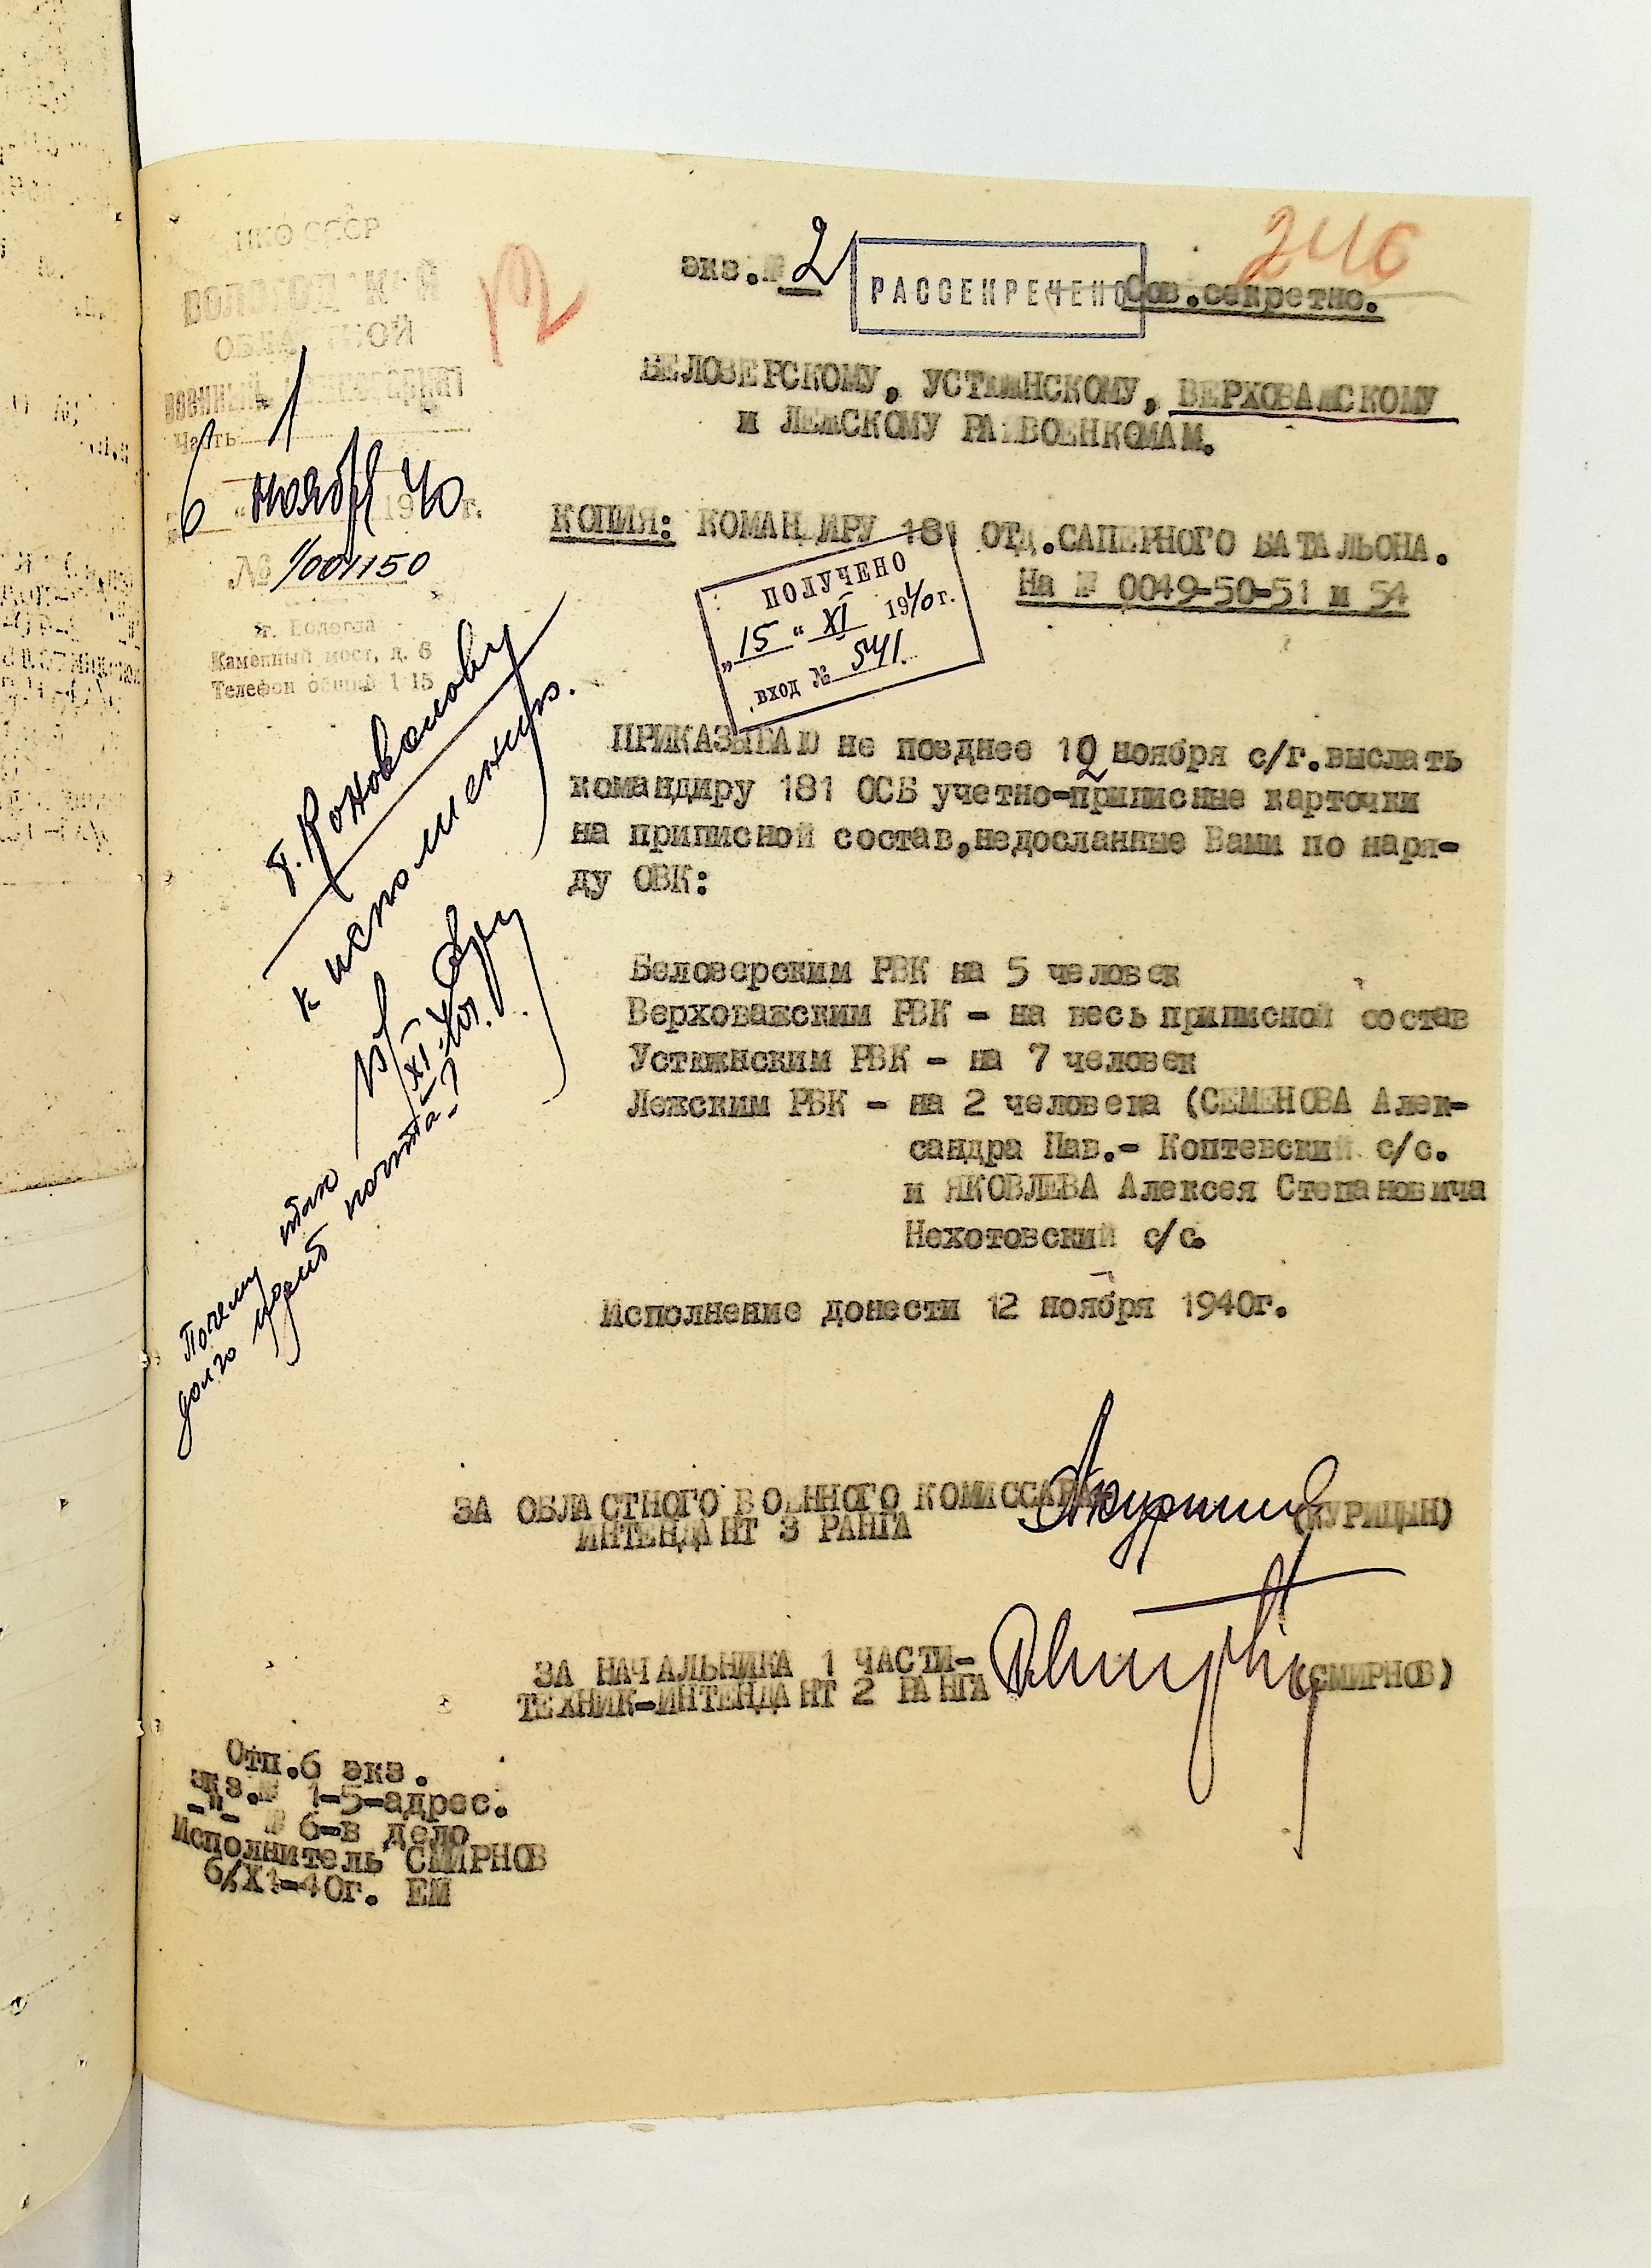 НКО СССР
ВОЛОГОДСКИЙ
ОБЛАСТНОЙ
военный комиссариат
Часть 1
6 " ноября 1940 г.
№ 1/001150
г. Вологда
Каменный мост, д. 6
Телефон общий 1-15
12
экз.№ 2
РАССЕКРЕЧЕНО
246
Сов.секретно.
БЕЛОЗЕРСКОМУ, УСТЮЖНСКОМУ, ВЕРХОВАЖСКОМУ
и ЛЕЖСКОМУ РАЙВОЕНКОМАМ.
КОПИЯ: КОМАНДИРУ 181 ОТД.САПЕРНОГО БАТАЛЬОНА.
На № 0049-50-51 и 54
ПОЛУЧЕНО
„15 “ XI 1940 г.
вход № 541.
т. Коновалову
к исполнению.
15/XI-40г.
Почему так
долго идет почта?
ПРИКАЗЫВАЮ не позднее 12 ноября с/г.выслать
командиру 181 ОСБ учетно-приписные карточки
на приписной состав,недосланные Вами по наря-
ду ОВК:
Белозерским РВК на 5 человек
Верховажским РВК - на весь приписной состав
Устюжнским РВК - на 7 человек
Лежским РВК - на 2 человека (СЕМЕНОВА Алек-
сандра Пав.- Коптевский с/с.
и ЯКОВЛЕВА Алексея Степановича
Нехотовский с/с.
Исполнение донести 12 ноября 1940г.
ЗА ОБЛАСТНОГО ВОЕННОГО КОМИССАРА
ИНТЕНДАНТ 3 РАНГА
(КУРИЦЫН)
ЗА НАЧАЛЬНИКА 1 ЧАСТИ-
ТЕХНИК-ИНТЕНДАНТ 2 РАНГА
(СМИРНОВ)
Отп.6 экз.
экз.№ 1-5-адрес.
-"- № 6-в дело
Исполнитель СМИРНОВ
6/X1-40г. ЕМ